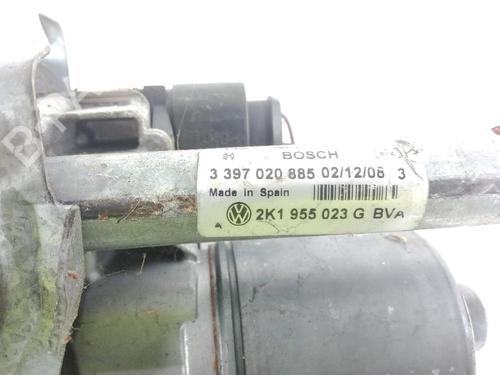 BOSCH
3 397 020 885 02/12/08 3
Made in Spain
2K1 955 023 G BVA